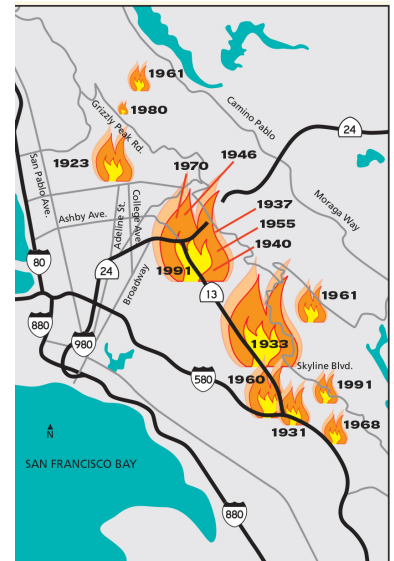 1961
1980
Grizzly Peak Rd.
Camino Pablo
24
1923
San Pablo Ave.
1946
1970
Moraga Way
Adeline St.
College Ave.
Ashby Ave.
1937
1955
1940
80
24
Broadway
1991
13
1961
880
980
1933
Skyline Blvd.
580
1960
1991
1931
1968
N
SAN FRANCISCO BAY
880